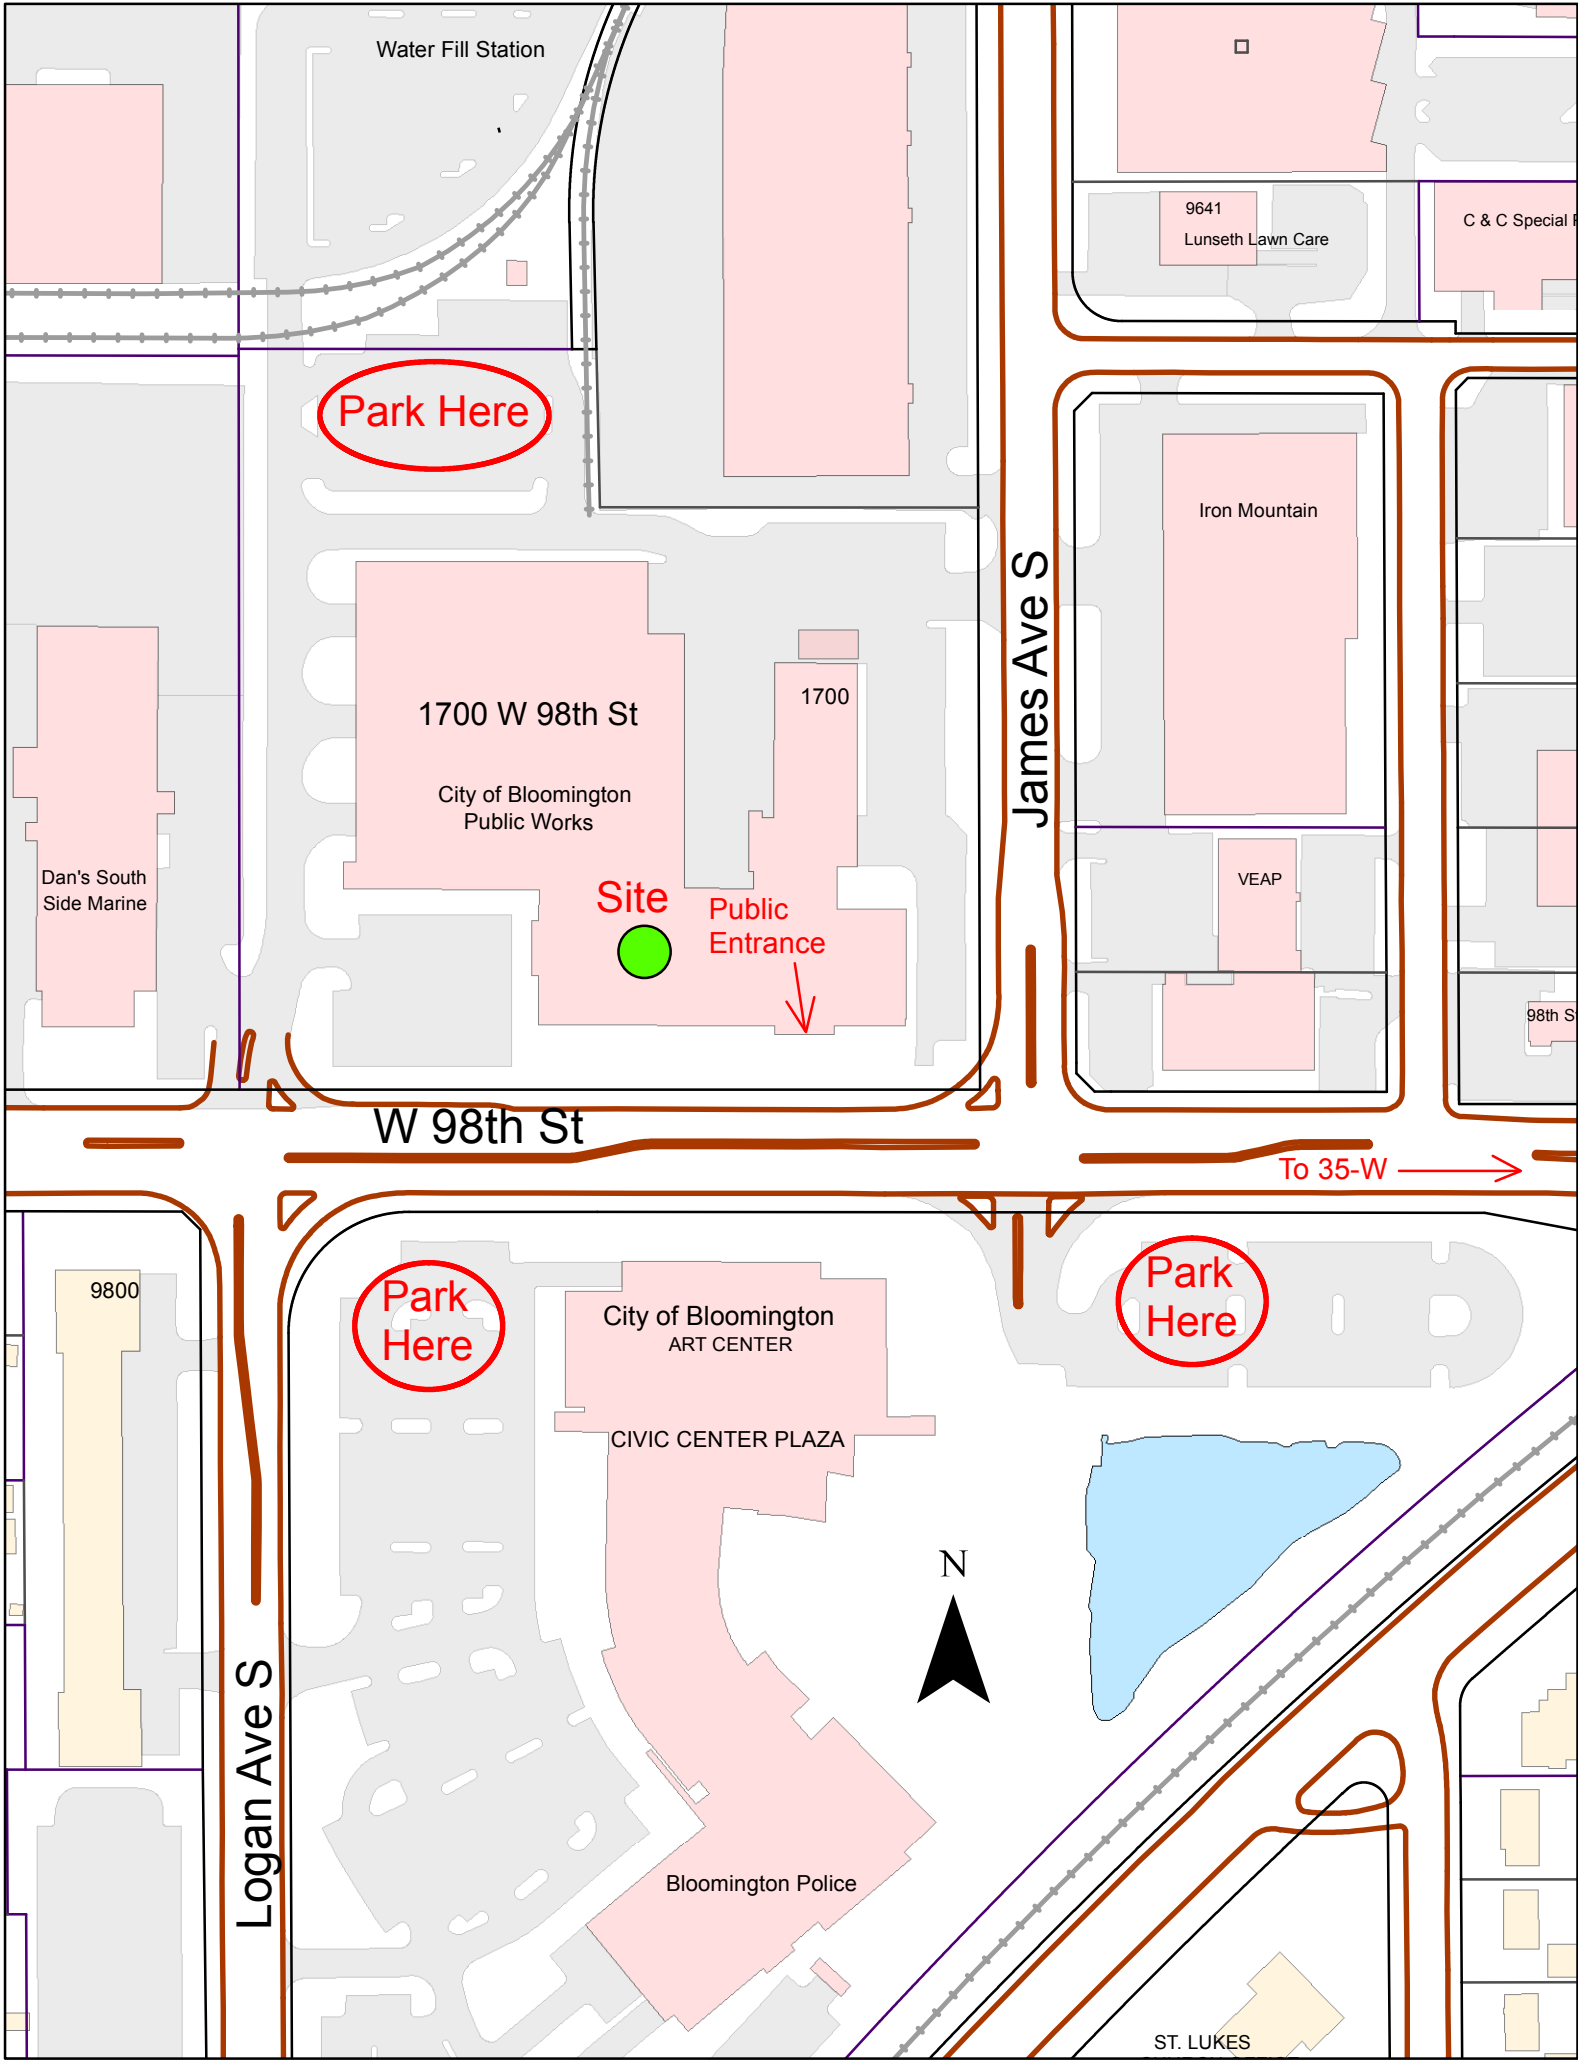 Water Fill Station
9641
Lunseth Lawn Care
C & C Special
Park Here
Iron Mountain
James Ave S
1700
1700 W 98th St
City of Bloomington
Public Works
Dan's South
Side Marine
VEAP
Site
Public
Entrance
98th S
W 98th St
To 35-W
9800
Park
Here
City of Bloomington
ART CENTER
Park
Here
CIVIC CENTER PLAZA
N
Logan Ave S
Bloomington Police
ST. LUKES